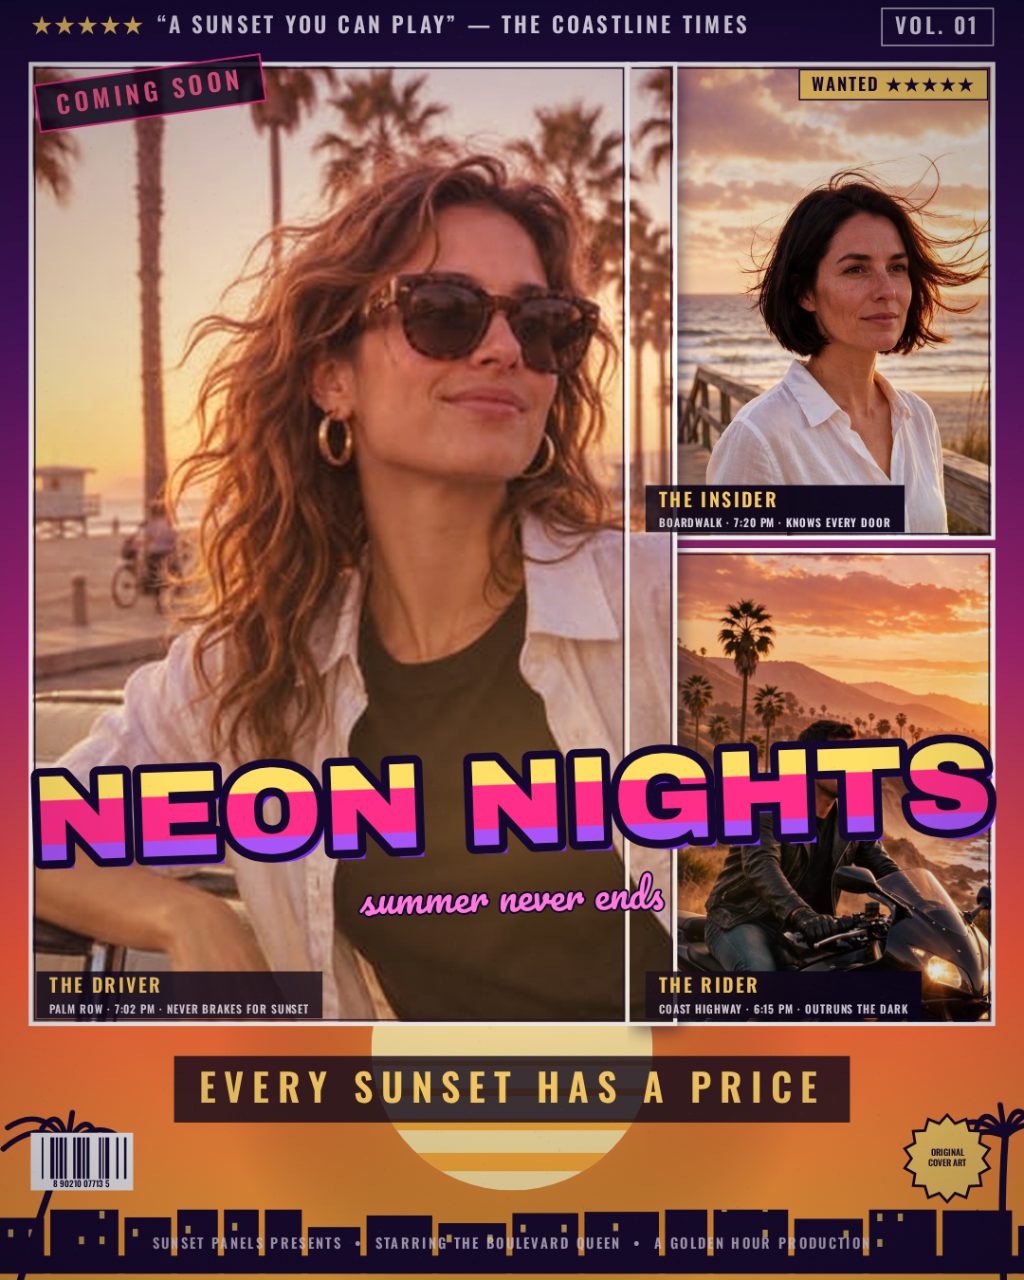 ★★★★★ “A SUNSET YOU CAN PLAY” — THE COASTLINE TIMES
VOL. 01
COMING SOON
WANTED ★★★★★
THE INSIDER
BOARDWALK · 7:20 PM · KNOWS EVERY DOOR
NEON NIGHTS
summer never ends
THE DRIVER
PALM ROW · 7:02 PM · NEVER BRAKES FOR SUNSET
THE RIDER
COAST HIGHWAY · 6:15 PM · OUTRUNS THE DARK
EVERY SUNSET HAS A PRICE
8 90210 07713 5
ORIGINAL
COVER ART
SUNSET PANELS PRESENTS • STARRING THE BOULEVARD QUEEN • A GOLDEN HOUR PRODUCTION